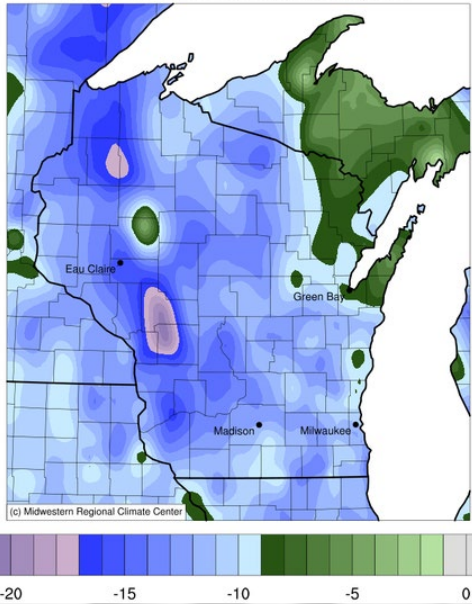 Eau Claire
Green Bay
Madison
Milwaukee
(c) Midwestern Regional Climate Center
-20 -15 -10 -5 0